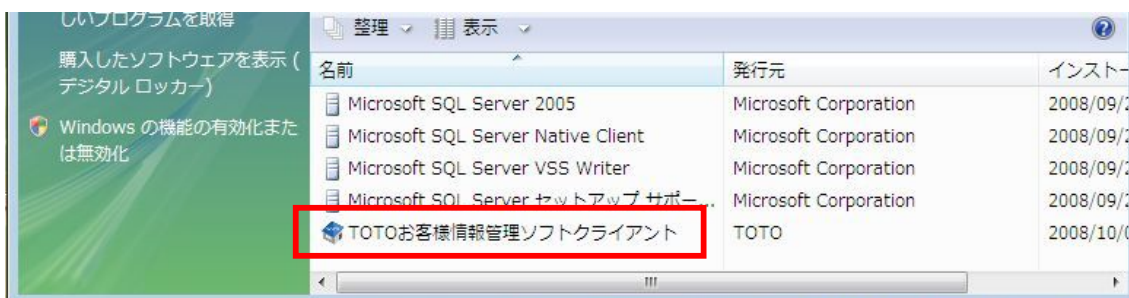 しいプログラムを取得
購入したソフトウェアを表示 (
デジタル ロッカー)
Windows の機能の有効化また
は無効化
整理 表示
名前 発行元 インストー
Microsoft SQL Server 2005 Microsoft Corporation 2008/09/2
Microsoft SQL Server Native Client Microsoft Corporation 2008/09/2
Microsoft SQL Server VSS Writer Microsoft Corporation 2008/09/2
Microsoft SQL Server セットアップ サポー... Microsoft Corporation 2008/09/2
TOTOお客様情報管理ソフトクライアント TOTO 2008/10/0